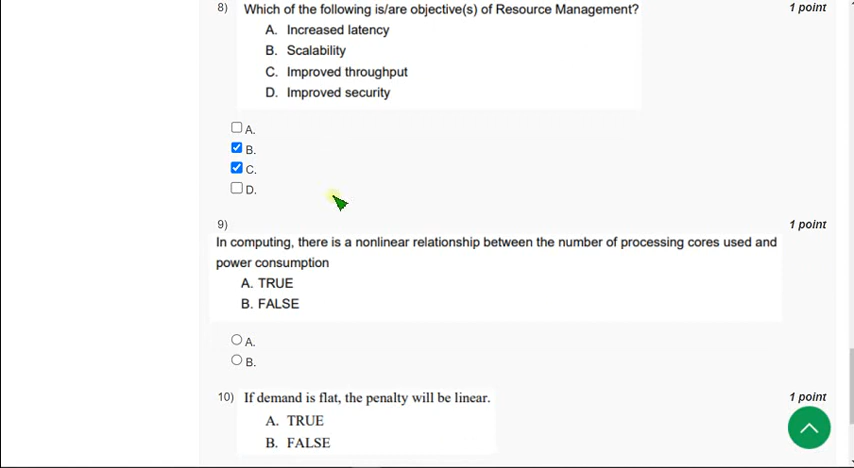 8) Which of the following is/are objective(s) of Resource Management? 1 point
A. Increased latency
B. Scalability
C. Improved throughput
D. Improved security
A.
B.
C.
D.
9) 1 point
In computing, there is a nonlinear relationship between the number of processing cores used and
power consumption
A. TRUE
B. FALSE
A.
B.
10) If demand is flat, the penalty will be linear. 1 point
A. TRUE
B. FALSE